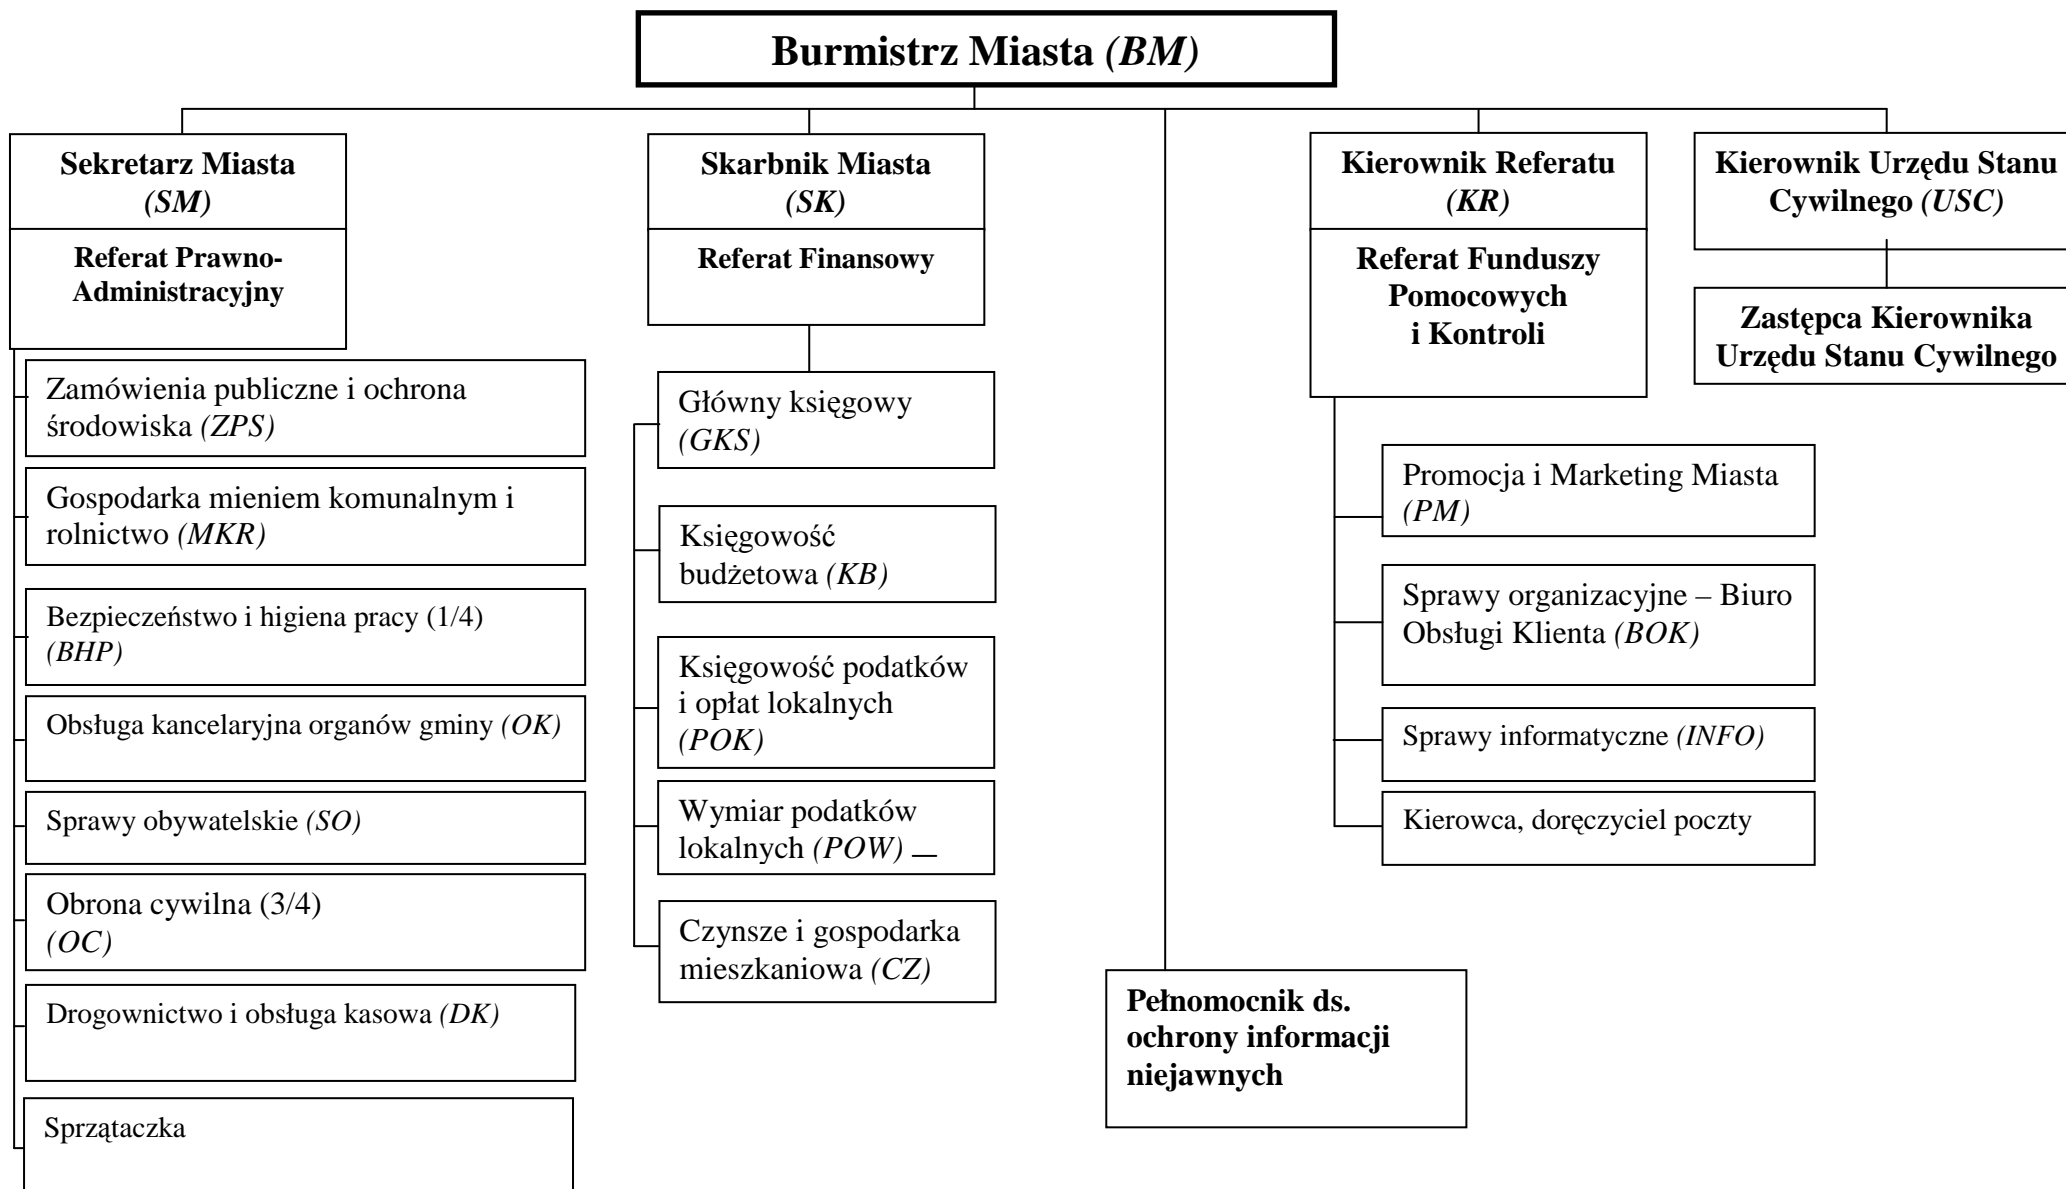 Burmistrz Miasta (BM)
Sekretarz Miasta
(SM)
Referat Prawno-
Administracyjny
Zamówienia publiczne i ochrona
środowiska (ZPS)
Gospodarka mieniem komunalnym i
rolnictwo (MKR)
Bezpieczeństwo i higiena pracy (1/4)
(BHP)
Obsługa kancelaryjna organów gminy (OK)
Sprawy obywatelskie (SO)
Obrona cywilna (3/4)
(OC)
Drogownictwo i obsługa kasowa (DK)
Sprzątaczka
Skarbnik Miasta
(SK)
Referat Finansowy
Główny księgowy
(GKS)
Księgowość
budżetowa (KB)
Księgowość podatków
i opłat lokalnych
(POK)
Wymiar podatków
lokalnych (POW)
Czynsze i gospodarka
mieszkaniowa (CZ)
Pełnomocnik ds.
ochrony informacji
niejawnych
Kierownik Referatu
(KR)
Referat Funduszy
Pomocowych
i Kontroli
Promocja i Marketing Miasta
(PM)
Sprawy organizacyjne – Biuro
Obsługi Klienta (BOK)
Sprawy informatyczne (INFO)
Kierowca, doręczyciel poczty
Kierownik Urzędu Stanu
Cywilnego (USC)
Zastępca Kierownika
Urzędu Stanu Cywilnego